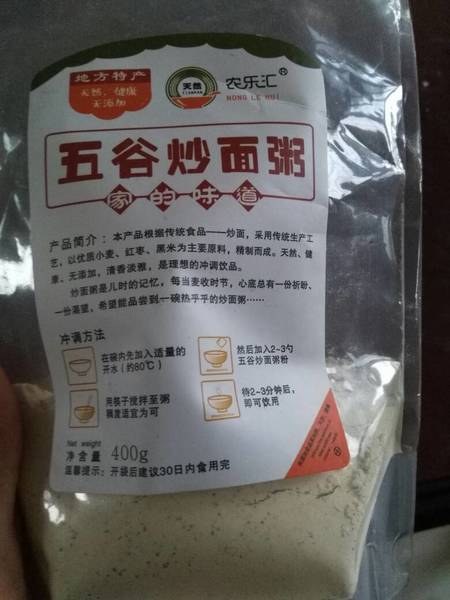 地方特产
天然、健康
无添加
天然
TIANRAN
农乐汇®
NONG LE HUI
五谷炒面粥
家的味道
产品简介：本产品根据传统食品——炒面，采用传统生产工
艺，以优质小麦、红枣、黑米为主要原料，精制而成。天然、健
康、无添加，清香淡雅，是理想的冲调饮品。
炒面粥是儿时的记忆，每当麦收时节，心底总有一份祈盼、
一份渴望、希望能品尝到一碗热乎乎的炒面粥……
冲调方法
在碗内先加入适量的
开水（约80℃）
然后加入2~3勺
五谷炒面粥粉
用筷子搅拌至粥
稠度适宜为可
待2~3分钟后，
即可饮用
Net weight
净含量 400g
温馨提示：开袋后建议30日内食用完